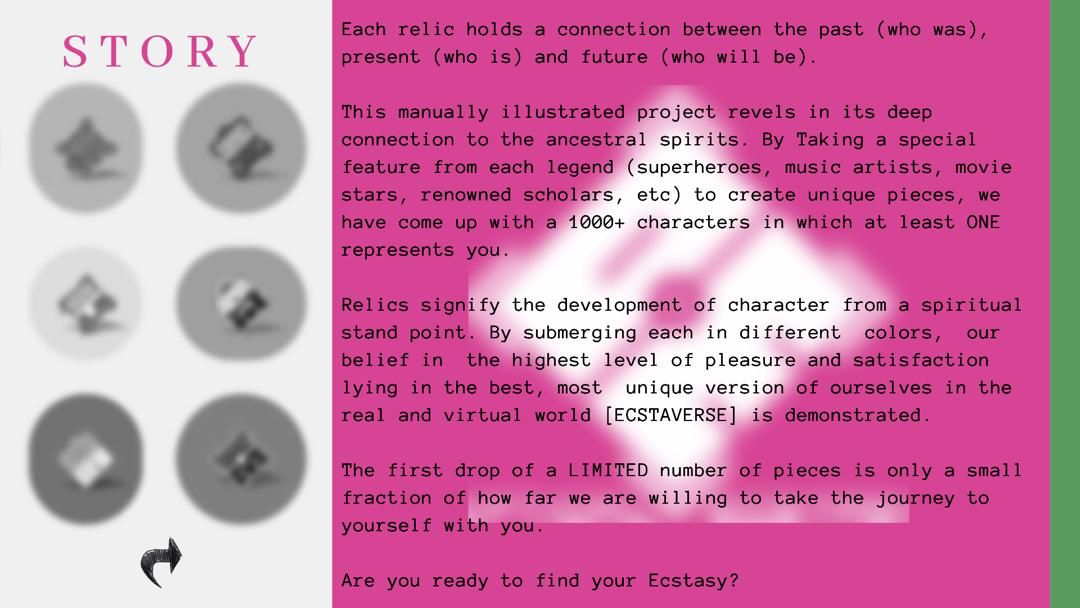 STORY
Each relic holds a connection between the past (who was),
present (who is) and future (who will be).
This manually illustrated project revels in its deep
connection to the ancestral spirits. By Taking a special
feature from each legend (superheroes, music artists, movie
stars, renowned scholars, etc) to create unique pieces, we
have come up with a 1000+ characters in which at least ONE
represents you.
Relics signify the development of character from a spiritual
stand point. By submerging each in different colors, our
belief in the highest level of pleasure and satisfaction
lying in the best, most unique version of ourselves in the
real and virtual world [ECSTAVERSE] is demonstrated.
The first drop of a LIMITED number of pieces is only a small
fraction of how far we are willing to take the journey to
yourself with you.
Are you ready to find your Ecstasy?